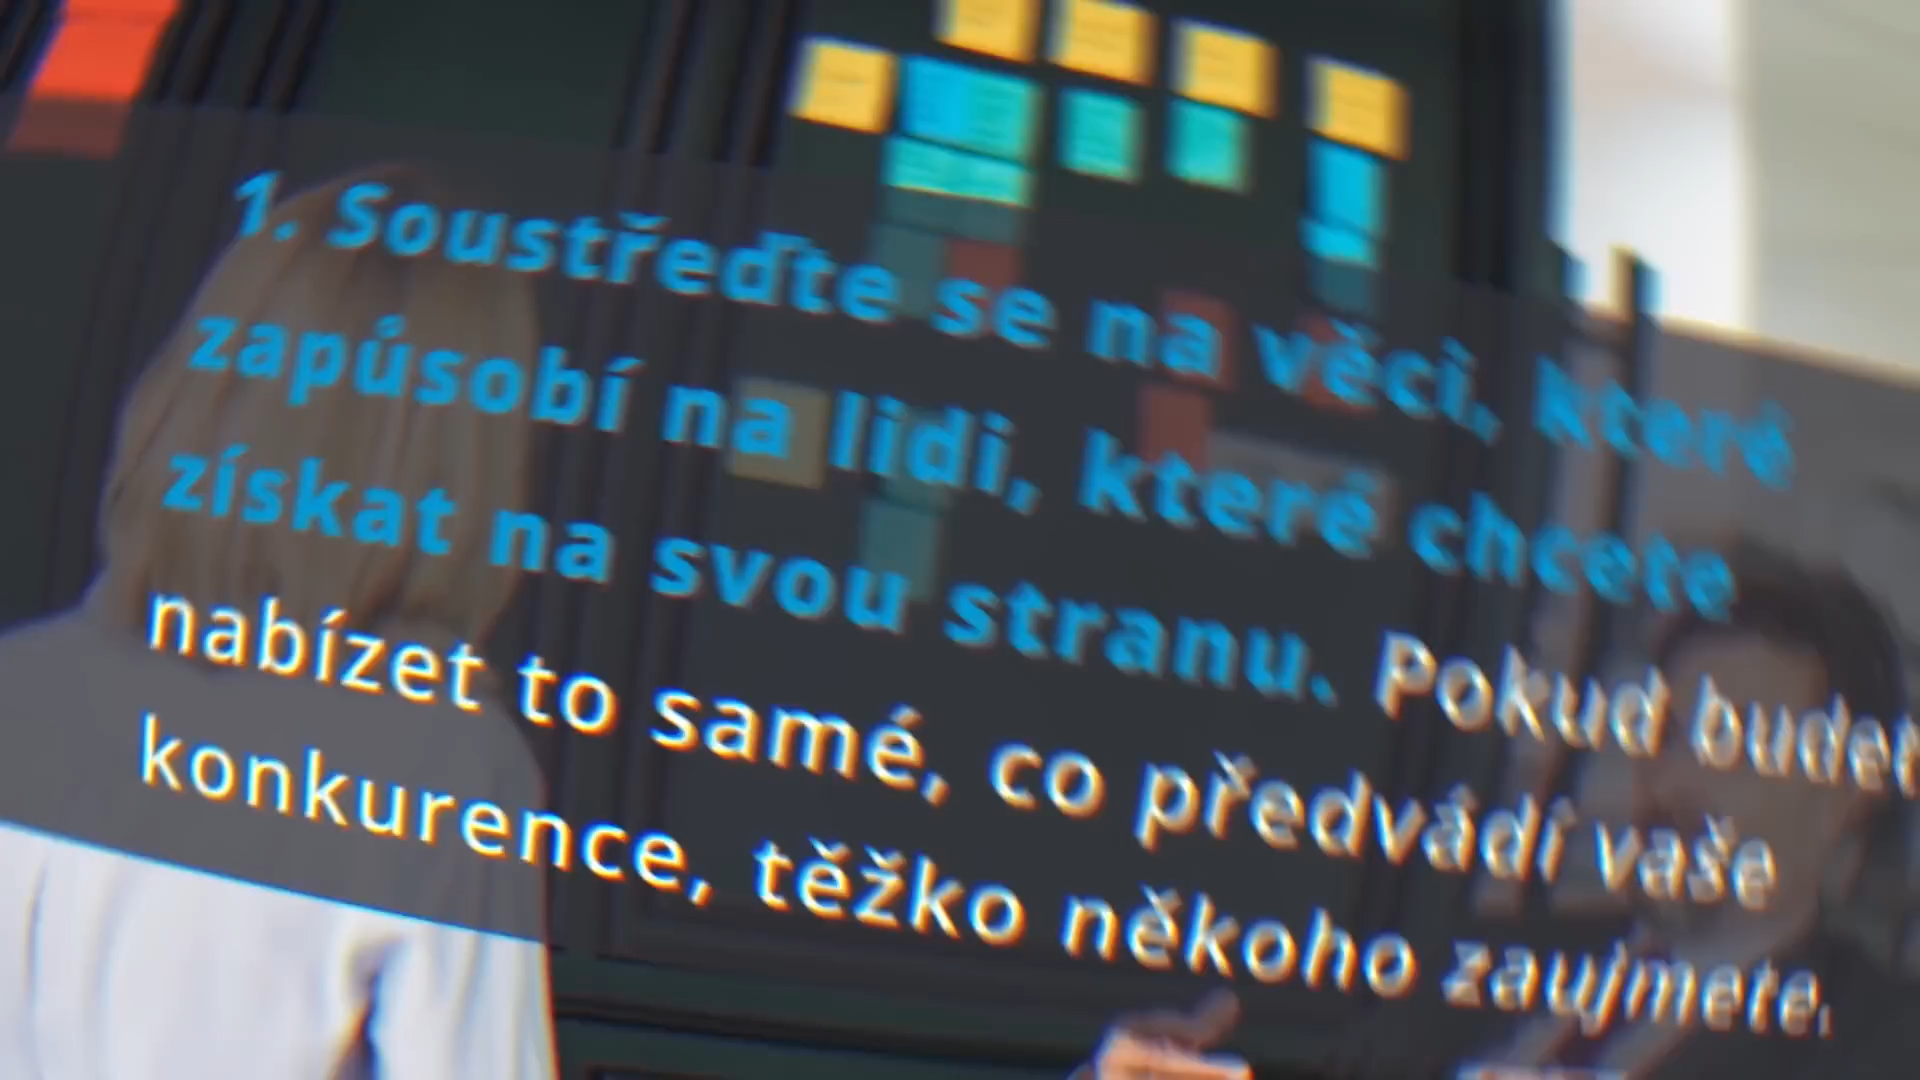 1. Soustřeďte se na věci, které
zapůsobí na lidi, které chcete
získat na svou stranu. Pokud budet
nabízet to samé, co předvádí vaše
konkurence, těžko někoho zaujmete.